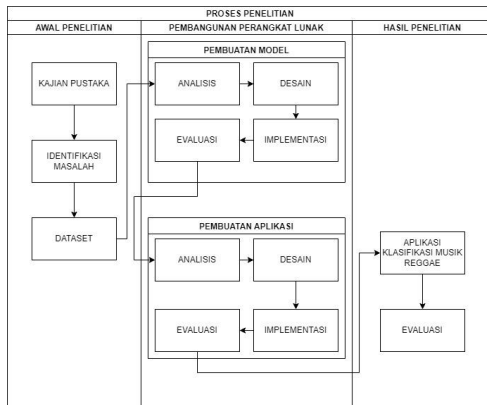 PROSES PENELITIAN
AWAL PENELITIAN
PEMBANGUNAN PERANGKAT LUNAK
HASIL PENELITIAN
KAJIAN PUSTAKA
IDENTIFIKASI
MASALAH
DATASET
PEMBUATAN MODEL
ANALISIS
DESAIN
EVALUASI
IMPLEMENTASI
PEMBUATAN APLIKASI
ANALISIS
DESAIN
EVALUASI
IMPLEMENTASI
APLIKASI
KLASIFIKASI MUSIK
REGGAE
EVALUASI